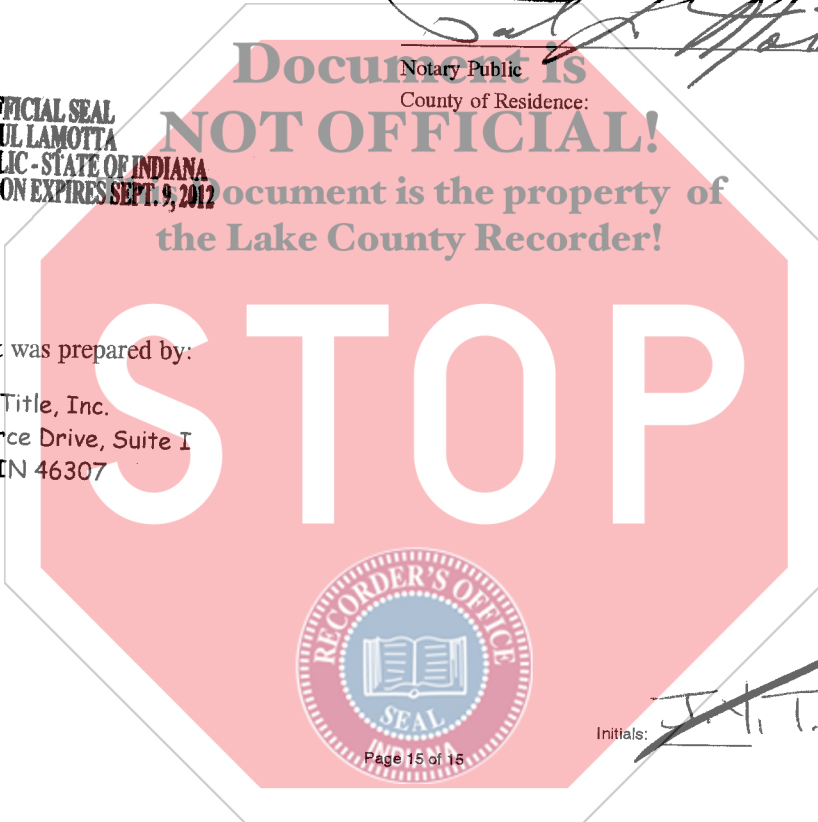 Document is
Notary Public
County of Residence:
NOT OFFICIAL!
FFICIAL SEAL
UL LAMOTTA
LIC - STATE OF INDIANA
ON EXPIRES SEPT. 9, 2012
This Document is the property of
the Lake County Recorder!
STOP
t was prepared by:
Title, Inc.
rce Drive, Suite I
IN 46307
RECORDER'S OFFICE
SEAL
INDIANA
Initials: J.Y.T.
Page 15 of 15